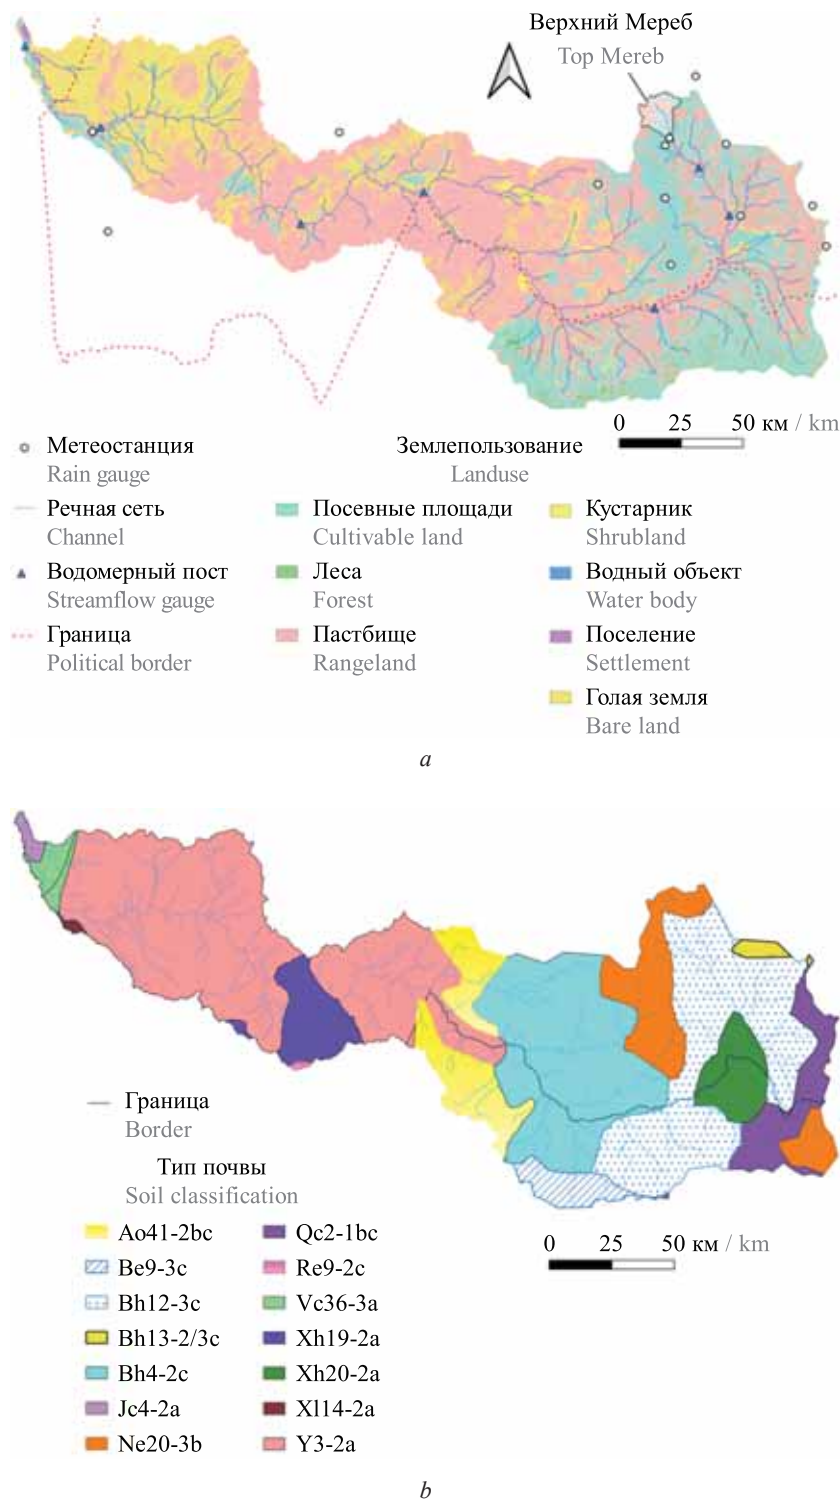 Верхний Мереб
Top Mereb
0 25 50 км / km
Метеостанция
Rain gauge
Речная сеть
Channel
Водомерный пост
Streamflow gauge
Граница
Political border
Землепользование
Landuse
Посевные площади
Cultivable land
Леса
Forest
Пастбище
Rangeland
Кустарник
Shrubland
Водный объект
Water body
Поселение
Settlement
Голая земля
Bare land
a
Граница
Border
Тип почвы
Soil classification
Ao41-2bc
Be9-3c
Bh12-3c
Bh13-2/3c
Bh4-2c
Jc4-2a
Ne20-3b
Qc2-1bc
Re9-2c
Vc36-3a
Xh19-2a
Xh20-2a
Xl14-2a
Y3-2a
0 25 50 км / km
b